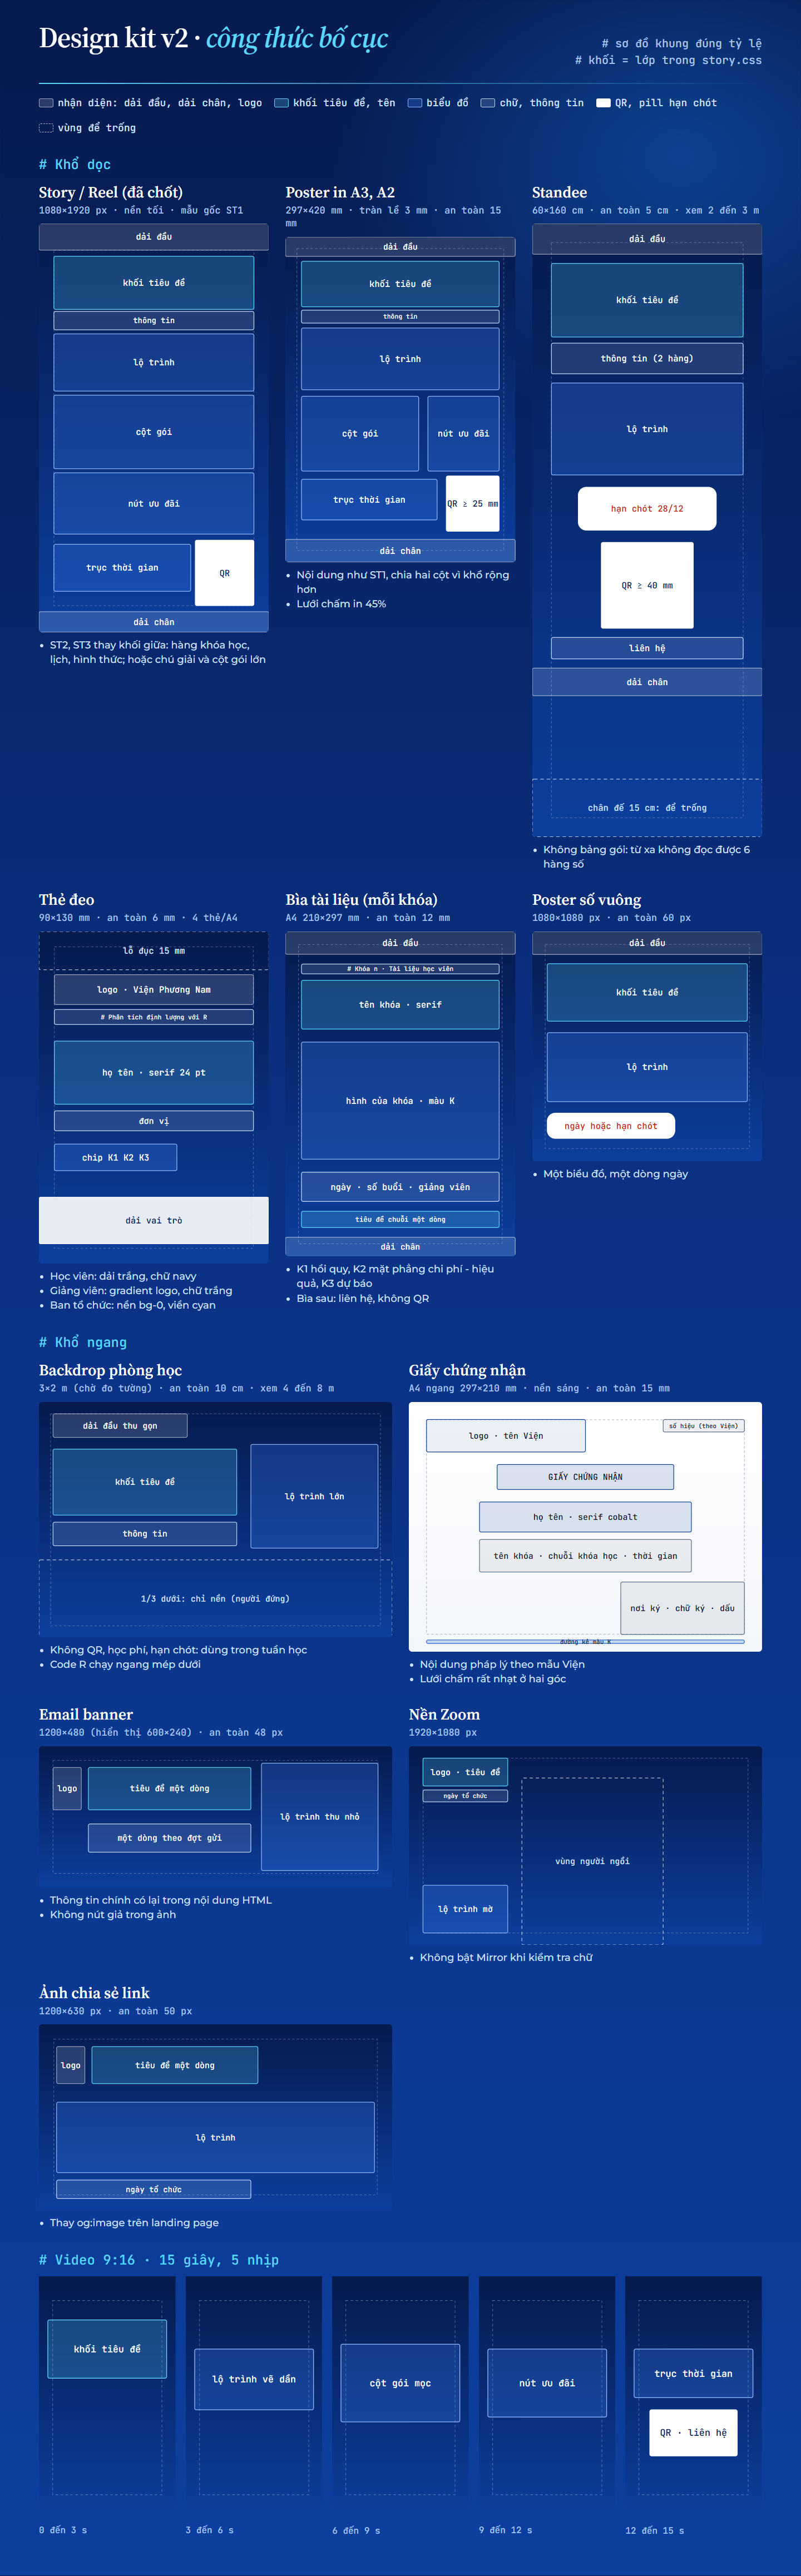 Design kit v2 · công thức bố cục
# sơ đồ khung đúng tỷ lệ
# khối = lớp trong story.css
nhận diện: dải đầu, dải chân, logo
khối tiêu đề, tên
biểu đồ
chữ, thông tin
QR, pill hạn chót
vùng để trống
# Khổ dọc
Story / Reel (đã chốt)
1080×1920 px · nền tối · mẫu gốc ST1
dải đầu
khối tiêu đề
thông tin
lộ trình
cột gói
nút ưu đãi
trục thời gian
QR
dải chân
• ST2, ST3 thay khối giữa: hàng khóa học,
lịch, hình thức; hoặc chú giải và cột gói lớn
Poster in A3, A2
297×420 mm · tràn lề 3 mm · an toàn 15
mm
dải đầu
khối tiêu đề
thông tin
lộ trình
cột gói
nút ưu đãi
trục thời gian
QR ≥ 25 mm
dải chân
• Nội dung như ST1, chia hai cột vì khổ rộng
hơn
• Lưới chấm in 45%
Standee
60×160 cm · an toàn 5 cm · xem 2 đến 3 m
dải đầu
khối tiêu đề
thông tin (2 hàng)
lộ trình
hạn chót 28/12
QR ≥ 40 mm
liên hệ
dải chân
chân đế 15 cm: để trống
• Không bảng gói: từ xa không đọc được 6
hàng số
Thẻ đeo
90×130 mm · an toàn 6 mm · 4 thẻ/A4
lỗ đục 15 mm
logo · Viện Phương Nam
# Phân tích định lượng với R
họ tên · serif 24 pt
đơn vị
chip K1 K2 K3
dải vai trò
• Học viên: dải trắng, chữ navy
• Giảng viên: gradient logo, chữ trắng
• Ban tổ chức: nền bg-0, viền cyan
Bìa tài liệu (mỗi khóa)
A4 210×297 mm · an toàn 12 mm
dải đầu
# Khóa n · Tài liệu học viên
tên khóa · serif
hình của khóa · màu K
ngày · số buổi · giảng viên
tiêu đề chuỗi một dòng
dải chân
• K1 hồi quy, K2 mặt phẳng chi phí - hiệu
quả, K3 dự báo
• Bìa sau: liên hệ, không QR
Poster số vuông
1080×1080 px · an toàn 60 px
dải đầu
khối tiêu đề
lộ trình
ngày hoặc hạn chót
• Một biểu đồ, một dòng ngày
# Khổ ngang
Backdrop phòng học
3×2 m (chờ đo tường) · an toàn 10 cm · xem 4 đến 8 m
dải đầu thu gọn
khối tiêu đề
thông tin
lộ trình lớn
1/3 dưới: chỉ nền (người đứng)
• Không QR, học phí, hạn chót: dùng trong tuần học
• Code R chạy ngang mép dưới
Giấy chứng nhận
A4 ngang 297×210 mm · nền sáng · an toàn 15 mm
logo · tên Viện
số hiệu (theo Viện)
GIẤY CHỨNG NHẬN
họ tên · serif cobalt
tên khóa · chuỗi khóa học · thời gian
nơi ký · chữ ký · dấu
đường kẻ màu K
• Nội dung pháp lý theo mẫu Viện
• Lưới chấm rất nhạt ở hai góc
Email banner
1200×480 (hiển thị 600×240) · an toàn 48 px
logo
tiêu đề một dòng
một dòng theo đợt gửi
lộ trình thu nhỏ
• Thông tin chính có lại trong nội dung HTML
• Không nút giả trong ảnh
Nền Zoom
1920×1080 px
logo · tiêu đề
ngày tổ chức
vùng người ngồi
lộ trình mờ
• Không bật Mirror khi kiểm tra chữ
Ảnh chia sẻ link
1200×630 px · an toàn 50 px
logo
tiêu đề một dòng
lộ trình
ngày tổ chức
• Thay og:image trên landing page
# Video 9:16 · 15 giây, 5 nhịp
khối tiêu đề
lộ trình vẽ dần
cột gói mọc
nút ưu đãi
trục thời gian
QR · liên hệ
0 đến 3 s
3 đến 6 s
6 đến 9 s
9 đến 12 s
12 đến 15 s